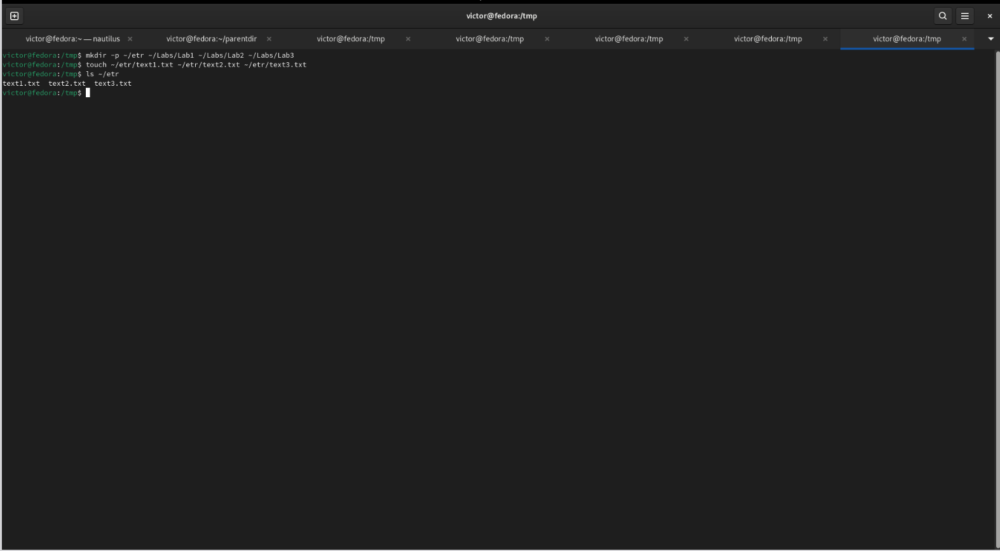 victor@fedora:/tmp
victor@fedora:~ — nautilus
victor@fedora:~/parentdir
victor@fedora:/tmp
victor@fedora:/tmp
victor@fedora:/tmp
victor@fedora:/tmp
victor@fedora:/tmp
victor@fedora:/tmp$ mkdir -p ~/etr ~/Labs/Lab1 ~/Labs/Lab2 ~/Labs/Lab3
victor@fedora:/tmp$ touch ~/etr/text1.txt ~/etr/text2.txt ~/etr/text3.txt
victor@fedora:/tmp$ ls ~/etr
text1.txt  text2.txt  text3.txt
victor@fedora:/tmp$